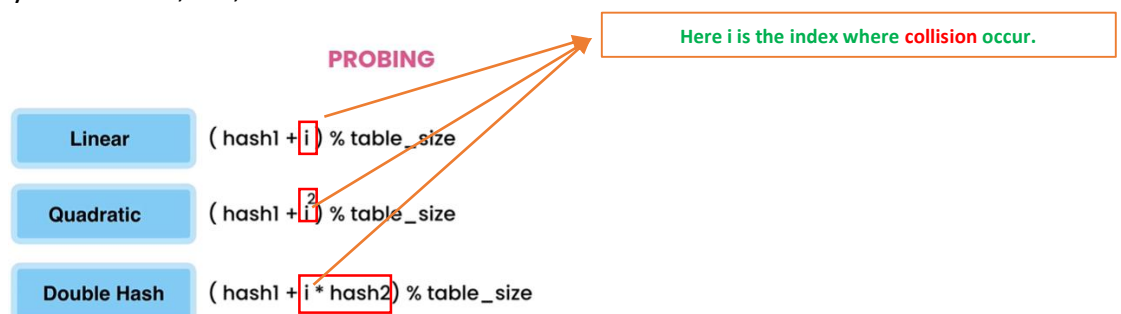 Here i is the index where collision occur.
PROBING
Linear ( hash1 + i ) % table_size
Quadratic ( hash1 + i² ) % table_size
Double Hash ( hash1 + i * hash2) % table_size